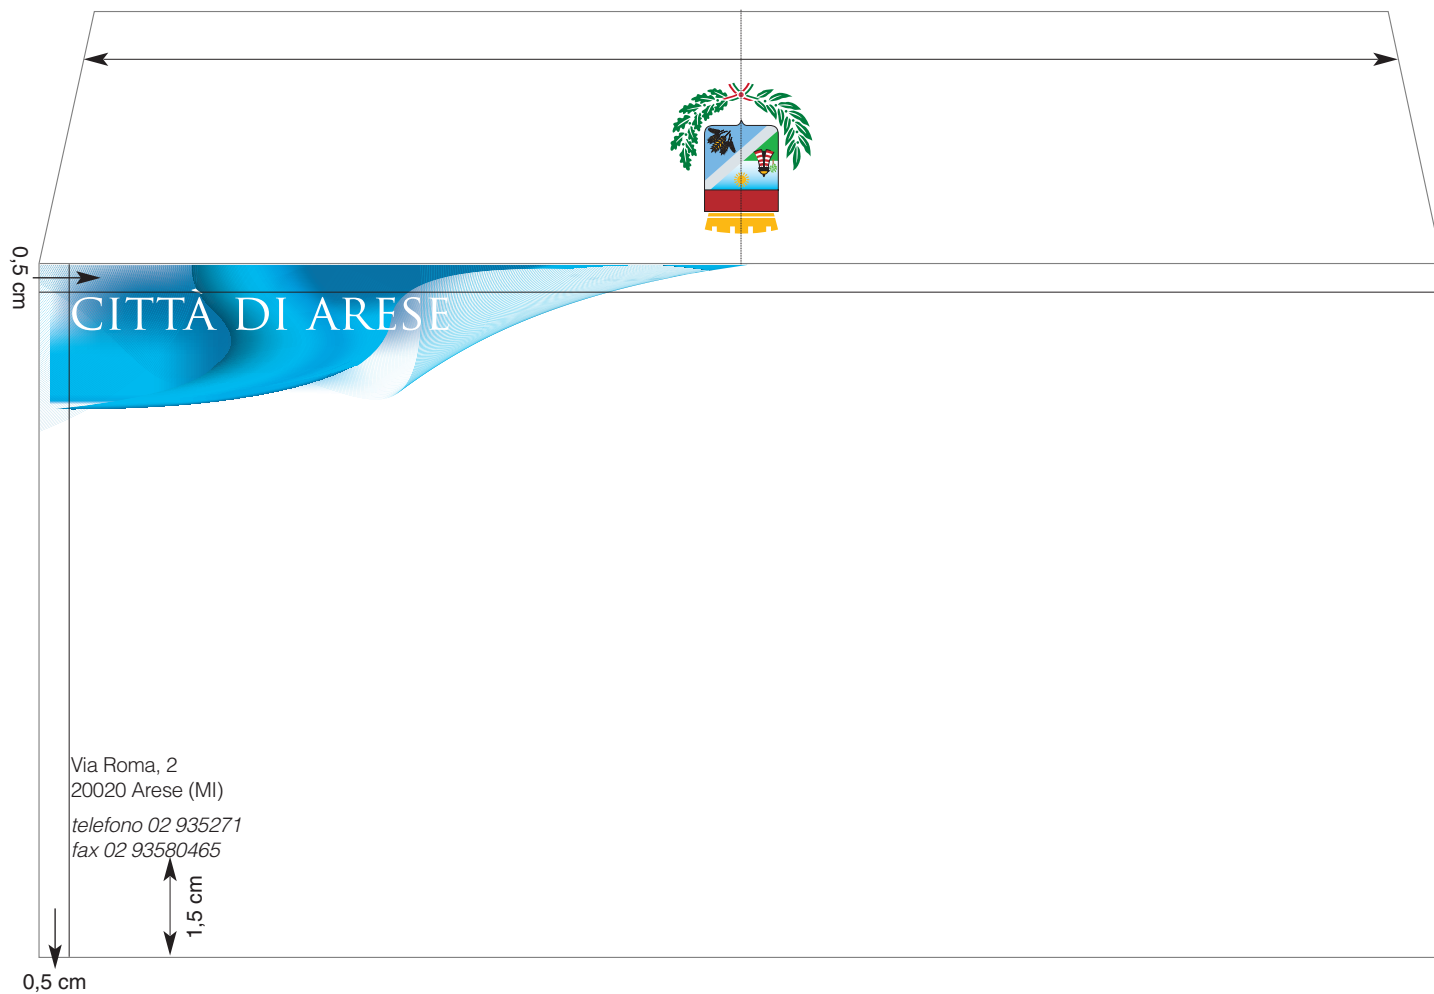 0,5 cm
CITTÀ DI ARESE
Via Roma, 2
20020 Arese (MI)
telefono 02 935271
fax 02 93580465
1,5 cm
0,5 cm